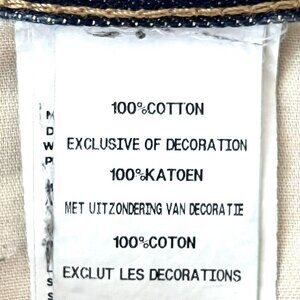 100%COTTON
EXCLUSIVE OF DECORATION
100%KATOEN
MET UITZONDERING VAN DECORATIE
100%COTON
EXCLUT LES DECORATIONS